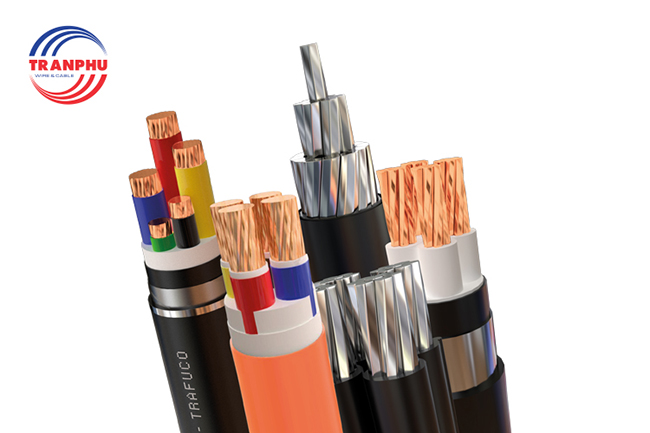 TRANPHU
WIRE & CABLE
- TRAFUCO